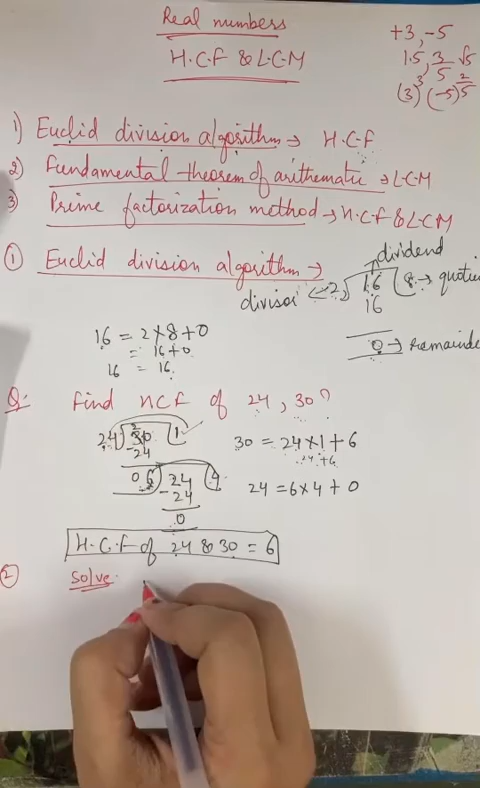 Real numbers
H.C.F & L.C.M
+3, -5
1.5, 3/5, √5
(3)³ (-5)^2/5
1) Euclid division algorithm → H.C.F
2) Fundamental theorem of arithematic → L.C.M
3) Prime factorization method → H.C.F & L.C.M
① Euclid division algorithm →
dividend
divisor ← 2) 16 ( 8 → quotien
16
0 → Remainde
16 = 2×8+0
= 16+0
16 = 16
Q: Find HCF of 24, 30?
24) 30 ( 1 ✓
-24
06) 24 ( 4
-24
0
30 = 24×1+6
24+6
24 = 6×4+0
H.C.F of 24 & 30 = 6
② Solve: